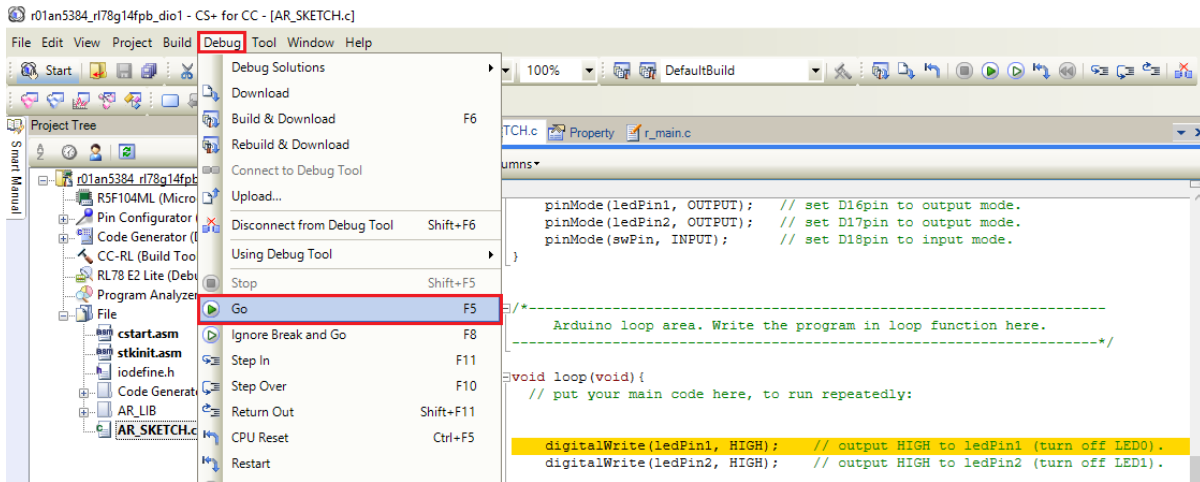 r01an5384_rl78g14fpb_dio1 - CS+ for CC - [AR_SKETCH.c]
File Edit View Project Build Debug Tool Window Help
Start 100% DefaultBuild
Smart Manual
Project Tree
r01an5384_rl78g14fpb
R5F104ML (Micro
Pin Configurator (
Code Generator (
CC-RL (Build Too
RL78 E2 Lite (Deb
Program Analyzer
File
cstart.asm
stkinit.asm
iodefine.h
Code Generat
AR_LIB
AR_SKETCH.c
Debug Solutions
Download
Build & Download F6
Rebuild & Download
Connect to Debug Tool
Upload...
Disconnect from Debug Tool Shift+F6
Using Debug Tool
Stop Shift+F5
Go F5
Ignore Break and Go F8
Step In F11
Step Over F10
Return Out Shift+F11
CPU Reset Ctrl+F5
Restart
TCH.c Property r_main.c
umns
pinMode(ledPin1, OUTPUT); // set D16pin to output mode.
pinMode(ledPin2, OUTPUT); // set D17pin to output mode.
pinMode(swPin, INPUT); // set D18pin to input mode.
}
/*----------------------------------------------------------------------
Arduino loop area. Write the program in loop function here.
-----------------------------------------------------------------------*/
void loop(void){
// put your main code here, to run repeatedly:
digitalWrite(ledPin1, HIGH); // output HIGH to ledPin1 (turn off LED0).
digitalWrite(ledPin2, HIGH); // output HIGH to ledPin2 (turn off LED1).